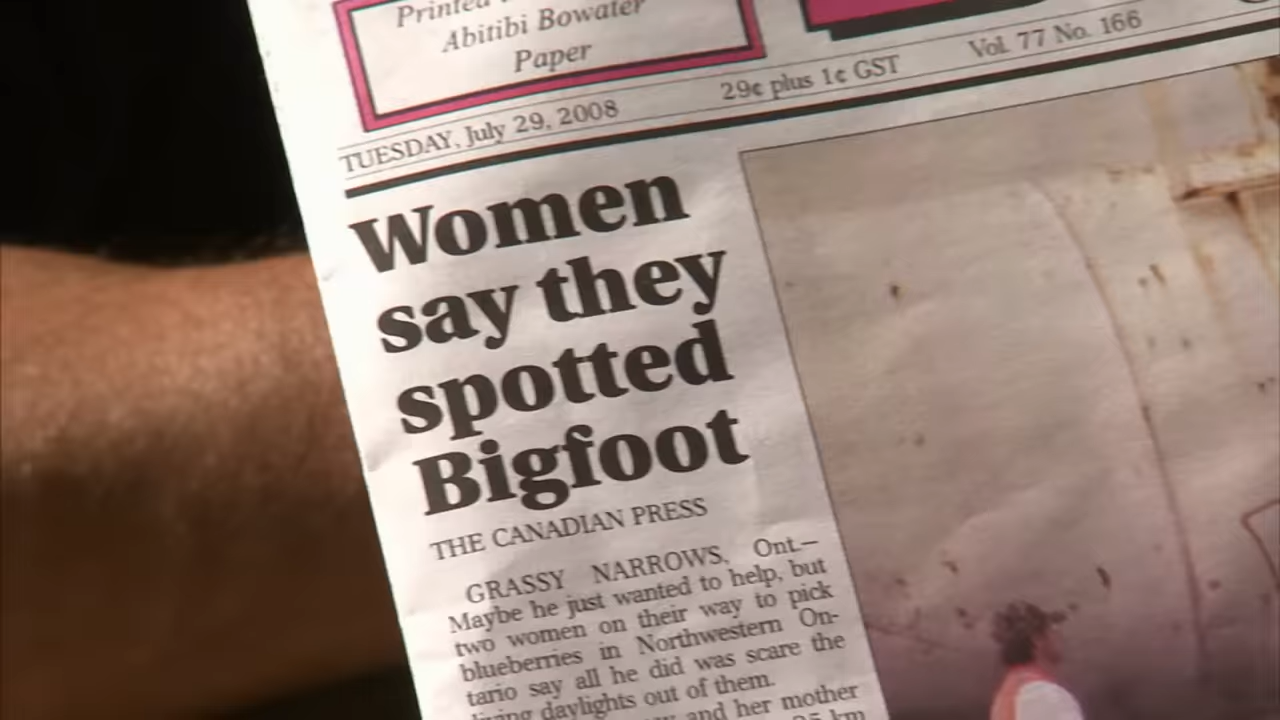 Printed
Abitibi Bowater
Paper
TUESDAY, July 29, 2008 29¢ plus 1¢ GST Vol. 77 No. 166
Women
say they
spotted
Bigfoot
THE CANADIAN PRESS
GRASSY NARROWS, Ont.—
Maybe he just wanted to help, but
two women on their way to pick
blueberries in Northwestern On-
tario say all he did was scare the
living daylights out of them.
and her mother
25 km